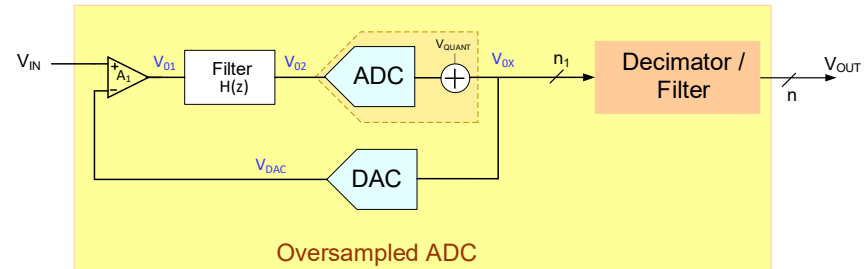 V_QUANT
V_IN
+
A_1
−
V_01
Filter
H(z)
V_02
ADC
+
V_0X
n_1
Decimator /
Filter
n
V_OUT
V_DAC
DAC
Oversampled ADC